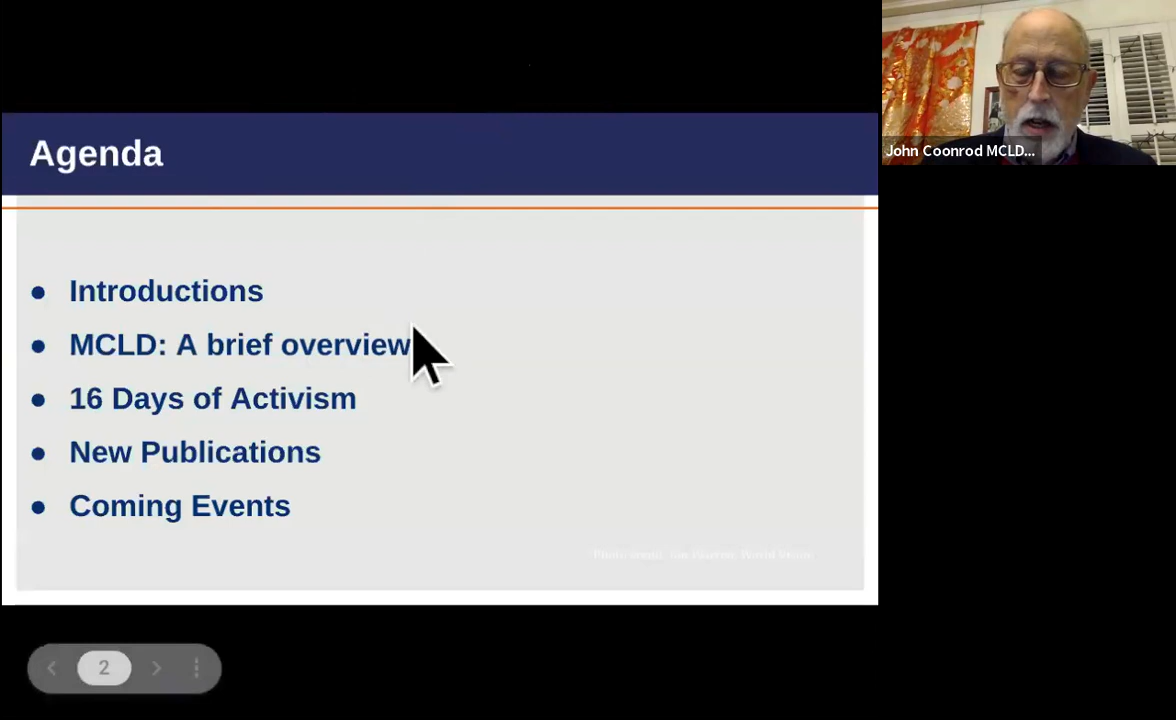 Agenda
John Coonrod MCLD...
● Introductions
● MCLD: A brief overview
● 16 Days of Activism
● New Publications
● Coming Events
2